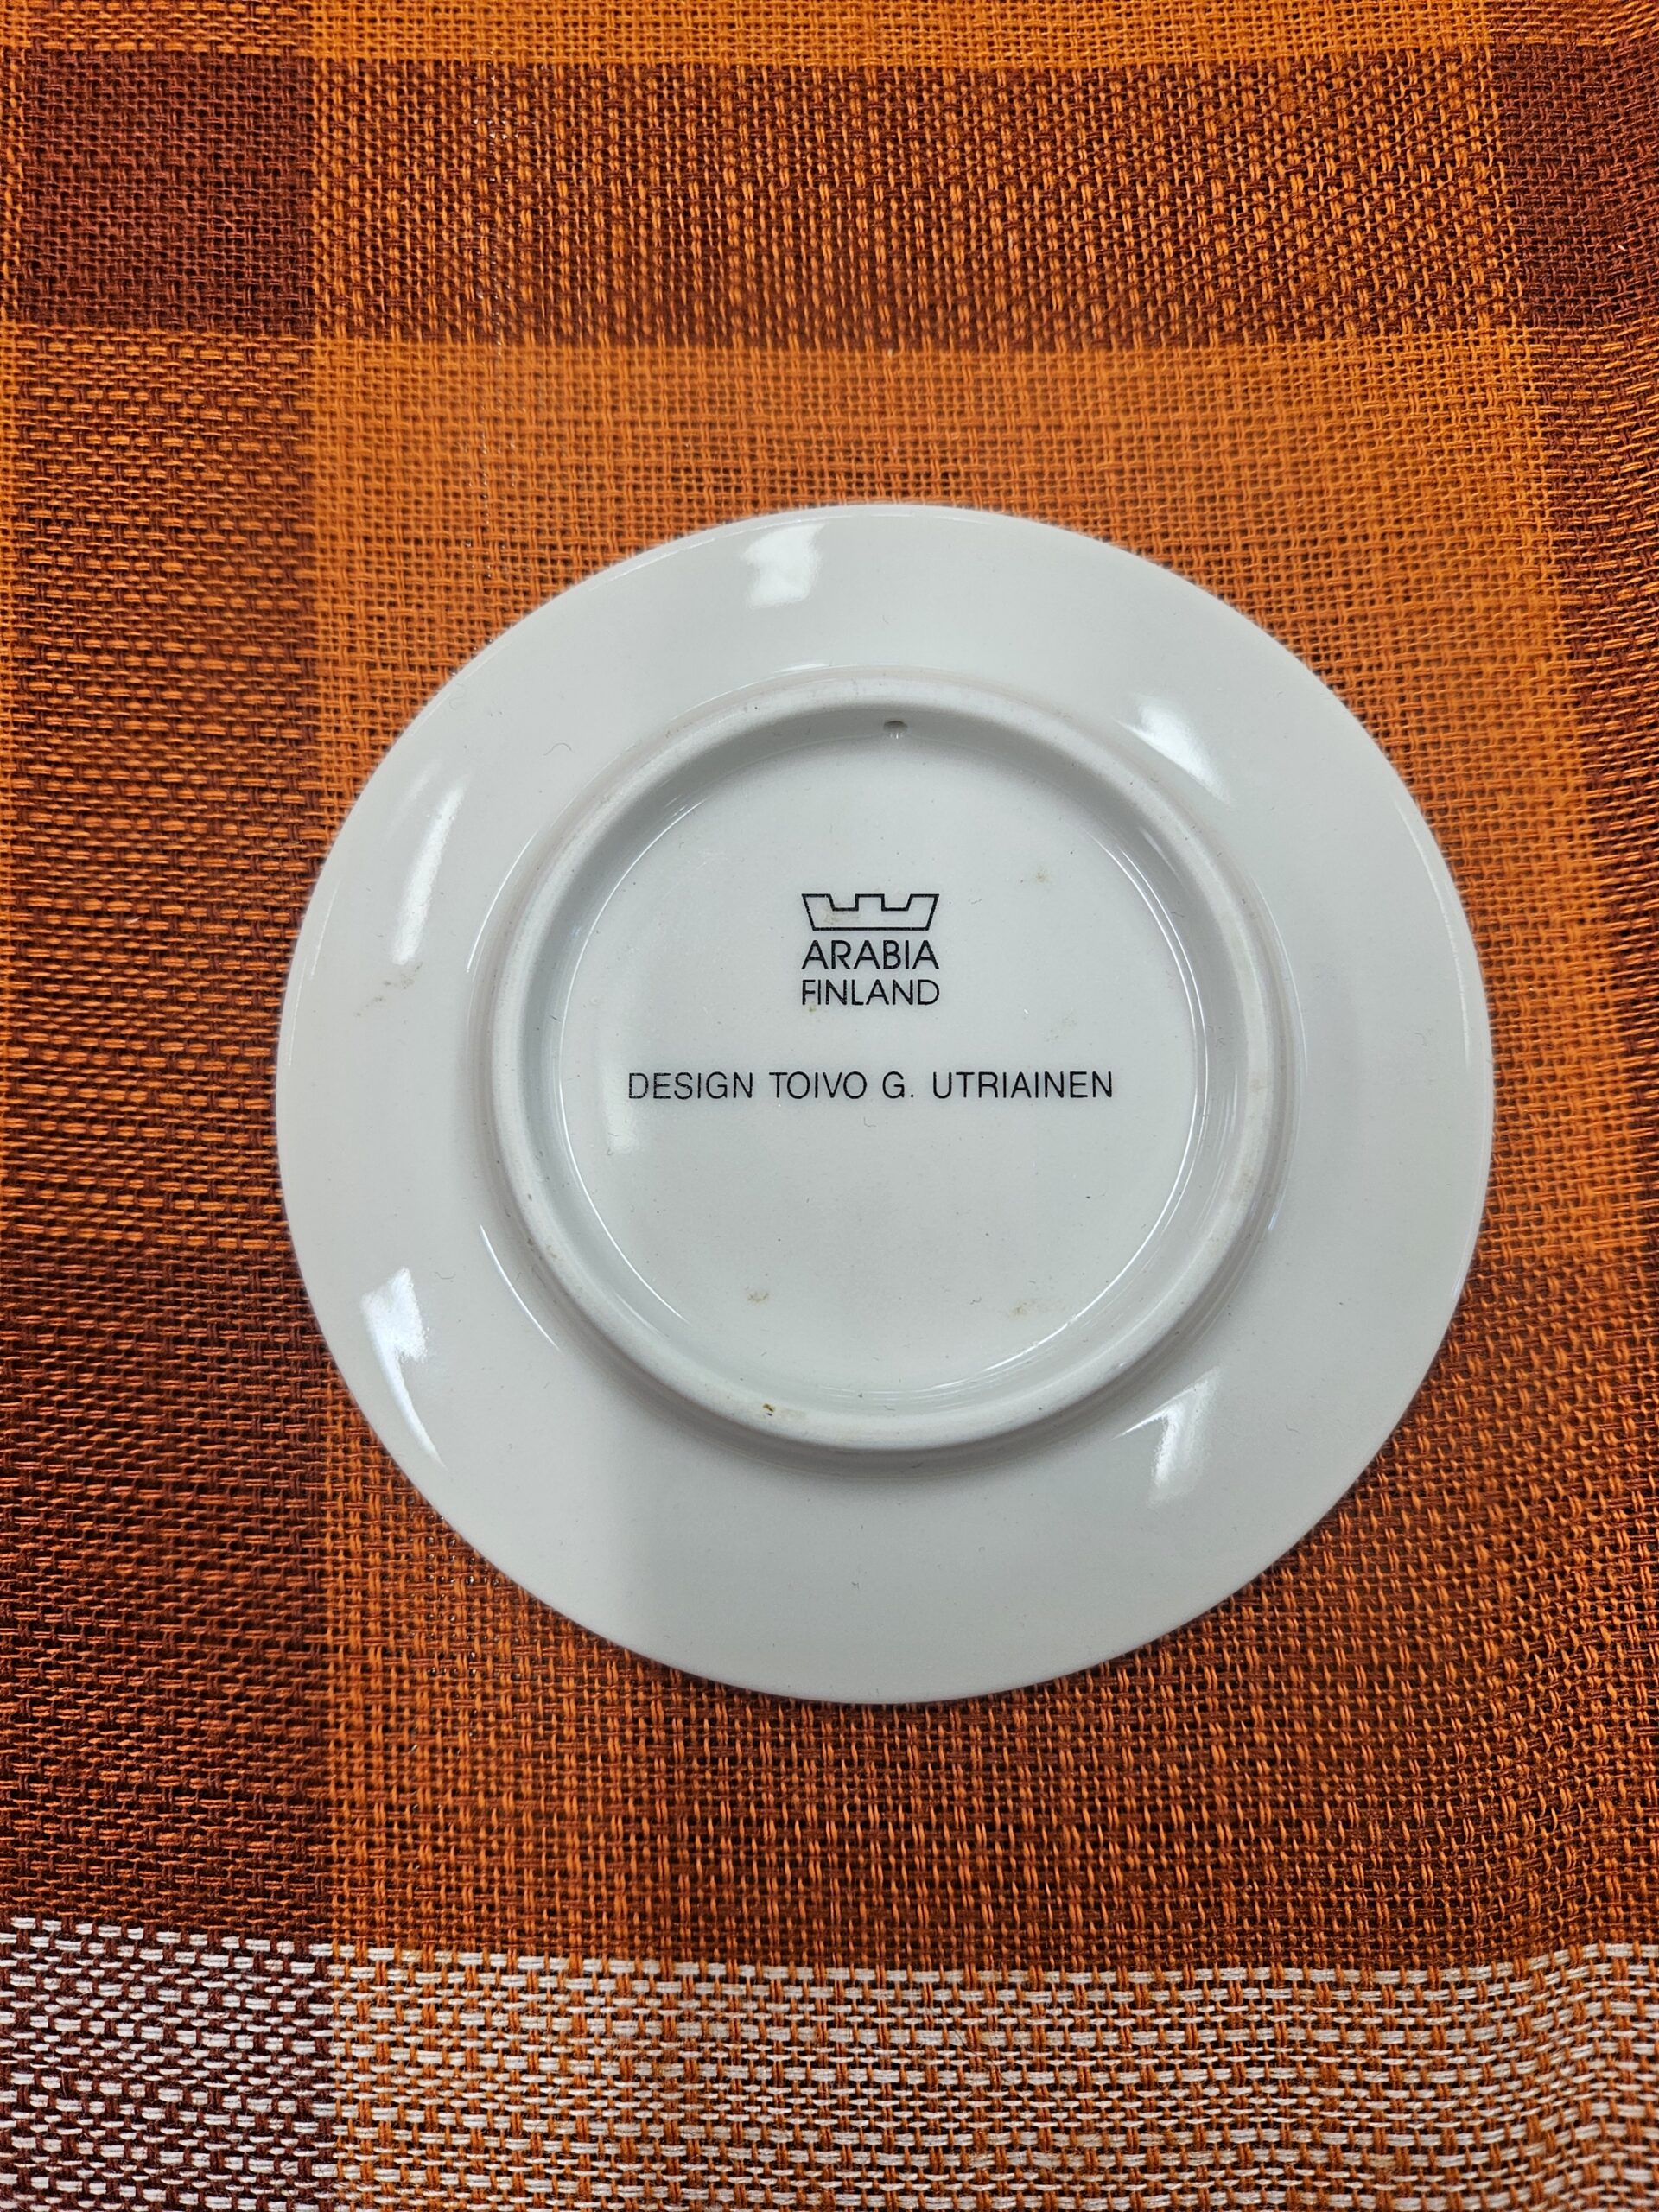 ARABIA
FINLAND
DESIGN TOIVO G. UTRIAINEN